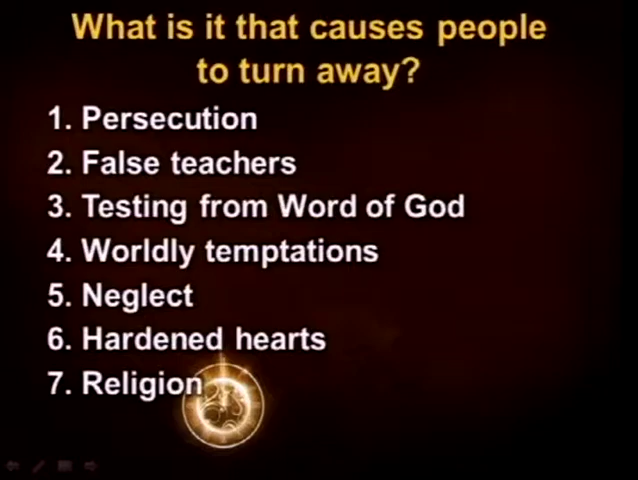 What is it that causes people
to turn away?
1. Persecution
2. False teachers
3. Testing from Word of God
4. Worldly temptations
5. Neglect
6. Hardened hearts
7. Religion